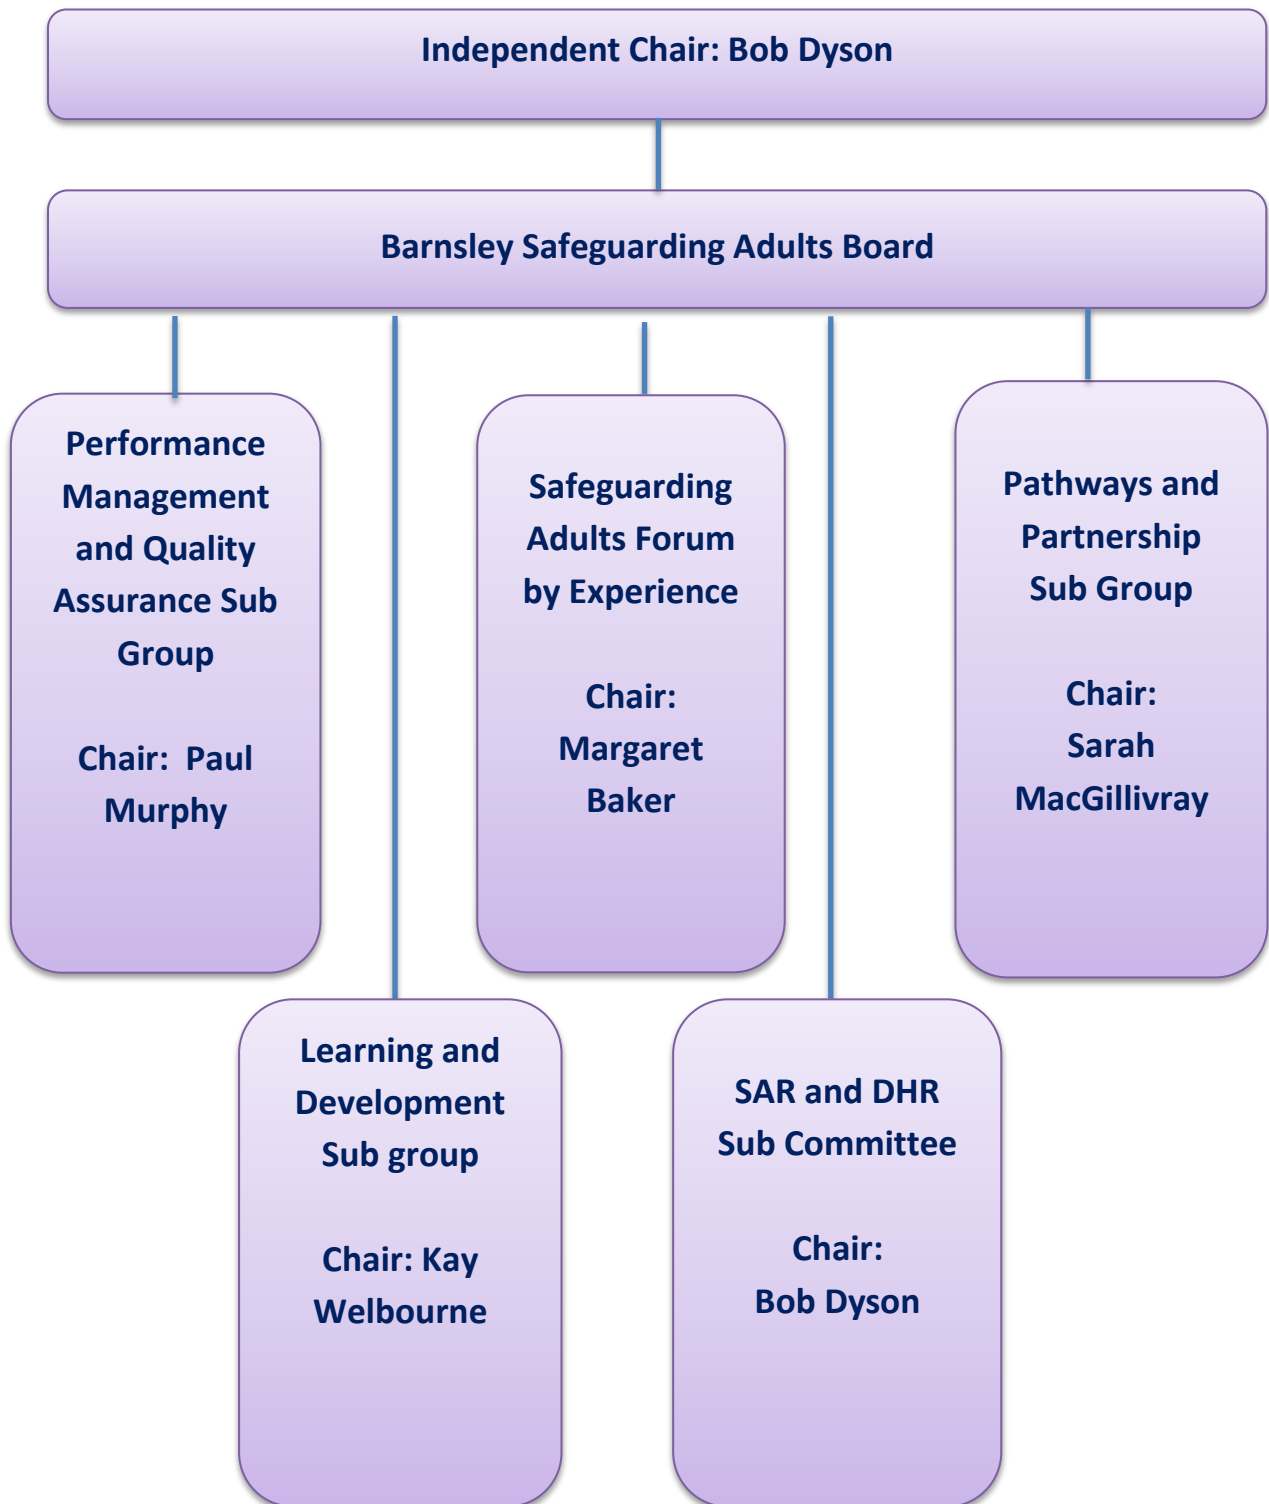 Independent Chair: Bob Dyson
Barnsley Safeguarding Adults Board
Performance
Management
and Quality
Assurance Sub
Group
Chair:  Paul
Murphy
Safeguarding
Adults Forum
by Experience
Chair:
Margaret
Baker
Pathways and
Partnership
Sub Group
Chair:
Sarah
MacGillivray
Learning and
Development
Sub group
Chair: Kay
Welbourne
SAR and DHR
Sub Committee
Chair:
Bob Dyson